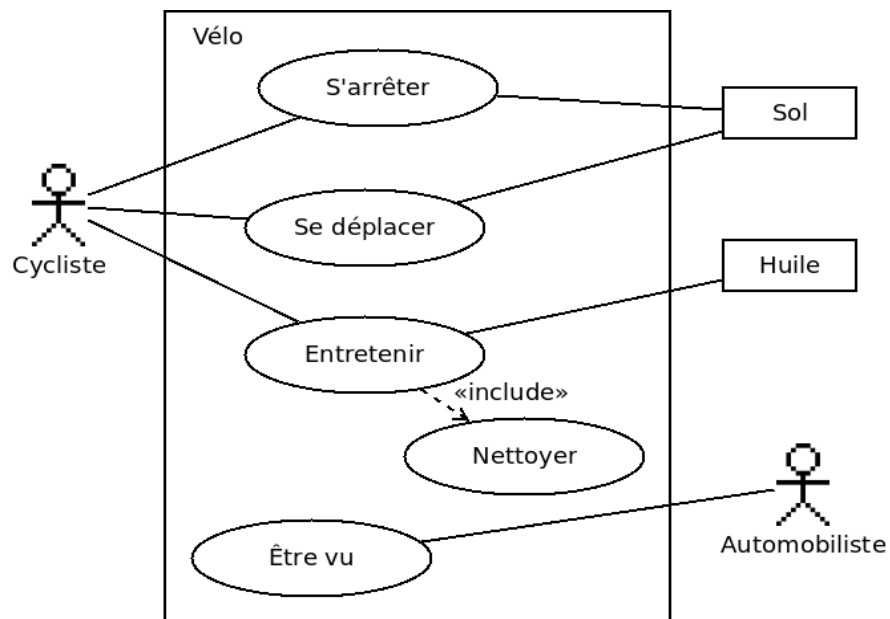 Vélo
S'arrêter
Sol
Se déplacer
Cycliste
Huile
Entretenir
«include»
Nettoyer
Automobiliste
Être vu